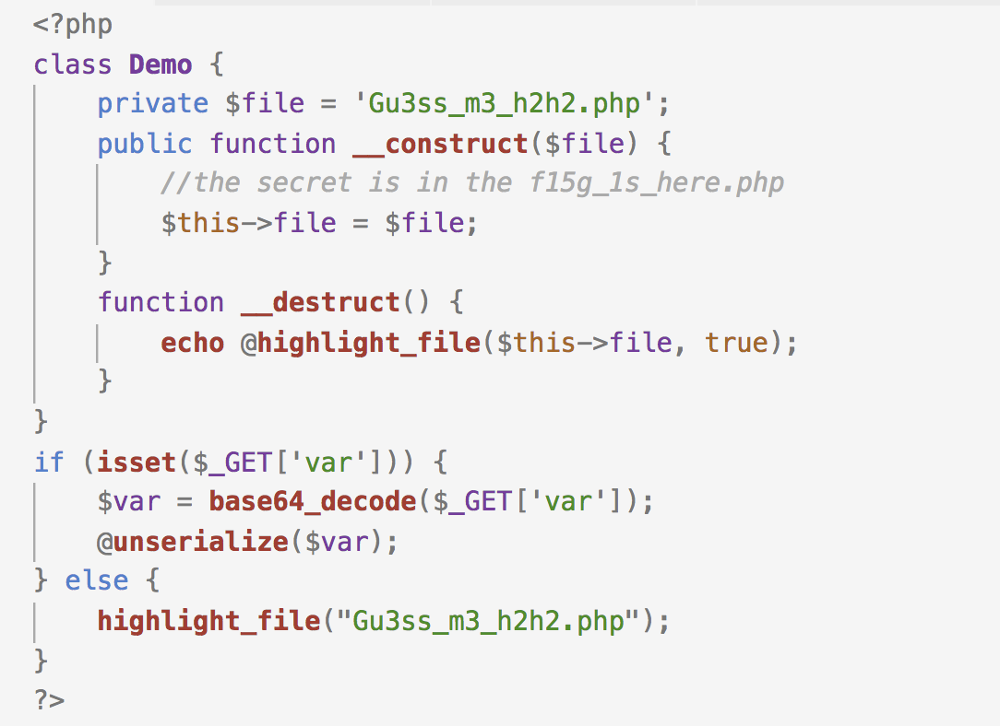 <?php
class Demo {
    private $file = 'Gu3ss_m3_h2h2.php';
    public function __construct($file) {
        //the secret is in the f15g_1s_here.php
        $this->file = $file;
    }
    function __destruct() {
        echo @highlight_file($this->file, true);
    }
}
if (isset($_GET['var'])) {
    $var = base64_decode($_GET['var']);
    @unserialize($var);
} else {
    highlight_file("Gu3ss_m3_h2h2.php");
}
?>